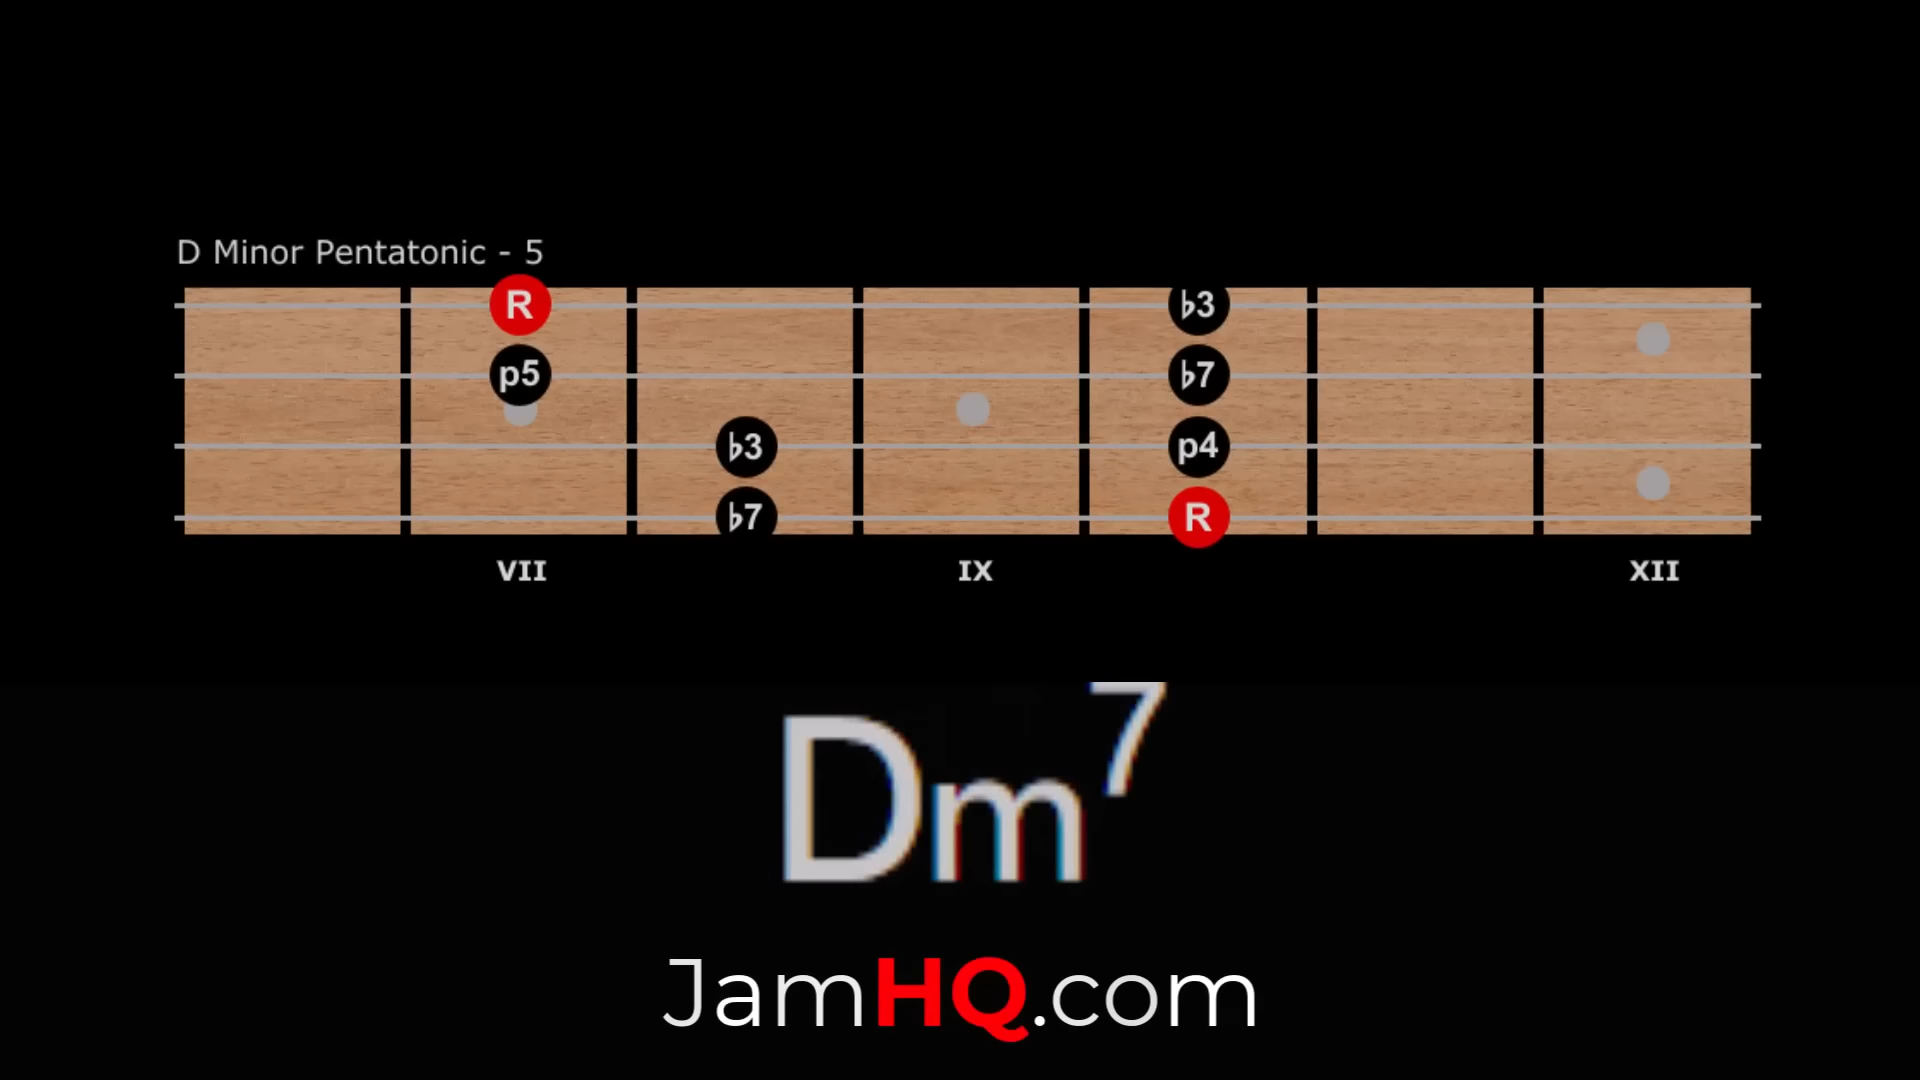 D Minor Pentatonic - 5
R ♭3
p5 ♭7
♭3 p4
♭7 R
VII IX XII
Dm7
JamHQ.com